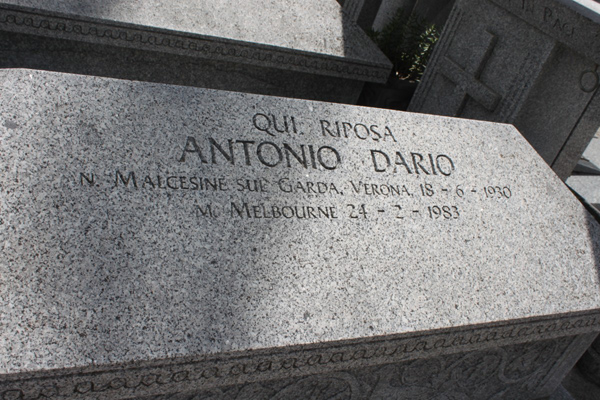 QUI RIPOSA
ANTONIO DARIO
N. MALCESINE SUL GARDA, VERONA, 18 - 6 - 1930
M. MELBOURNE 24 - 2 - 1983